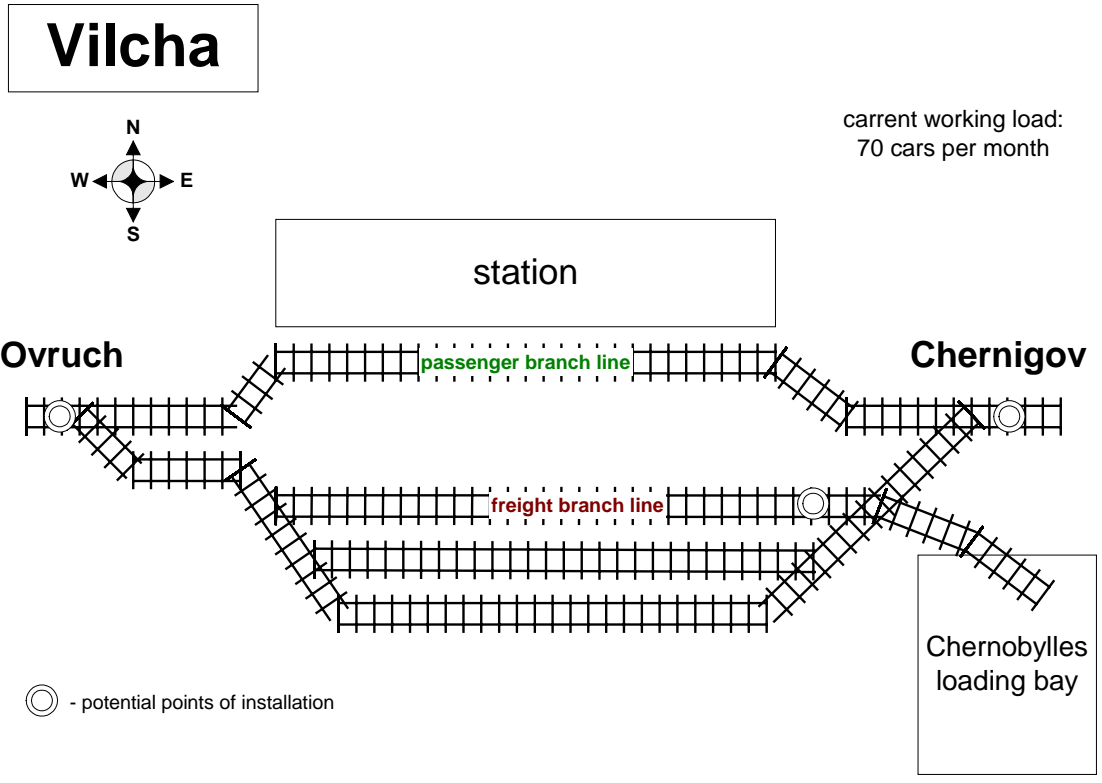 Vilcha
N
W E
S
carrent working load:
70 cars per month
station
Ovruch
passenger branch line
Chernigov
freight branch line
Chernobylles
loading bay
- potential points of installation